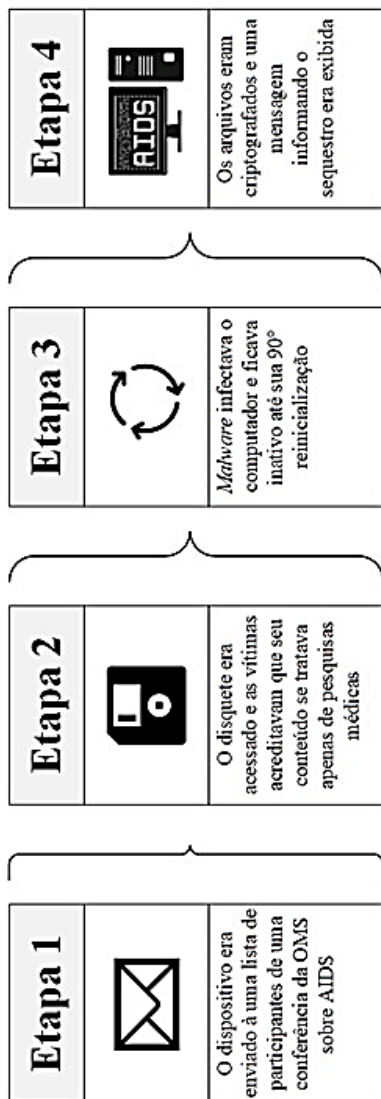 Etapa 1
O dispositivo era
enviado à uma lista de
participantes de uma
conferência da OMS
sobre AIDS
Etapa 2
O disquete era
acessado e as vítimas
acreditavam que seu
conteúdo se tratava
apenas de pesquisas
médicas
Etapa 3
Malware infectava o
computador e ficava
inativo até sua 90°
reinicialização
Etapa 4
AIDS
Os arquivos eram
criptografados e uma
mensagem
informando o
sequestro era exibida